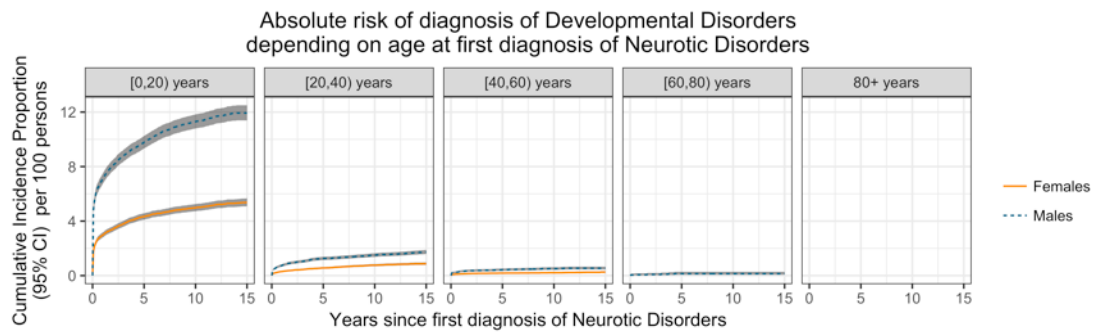 Absolute risk of diagnosis of Developmental Disorders
depending on age at first diagnosis of Neurotic Disorders
Cumulative Incidence Proportion
(95% CI)  per 100 persons
[0,20) years
[20,40) years
[40,60) years
[60,80) years
80+ years
12
8
4
0
0 5 10 15
0 5 10 15
0 5 10 15
0 5 10 15
0 5 10 15
Years since first diagnosis of Neurotic Disorders
Females
Males